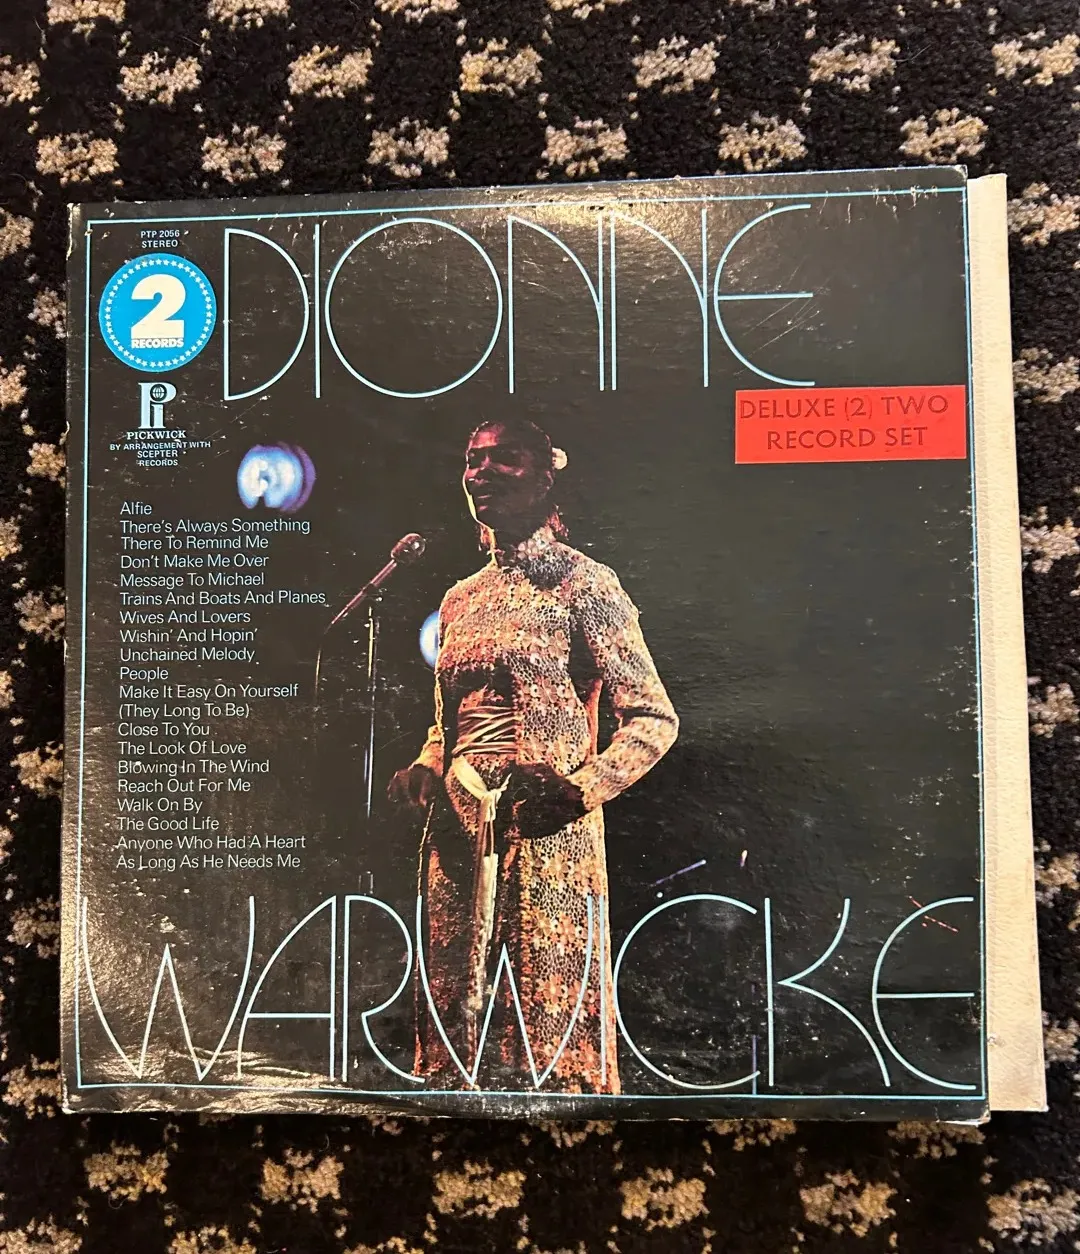 PTP 2056
STEREO
2
RECORDS
DIONNE
Pi
PICKWICK
BY ARRANGEMENT WITH
SCEPTER
RECORDS
DELUXE (2) TWO
RECORD SET
Alfie
There's Always Something
There To Remind Me
Don't Make Me Over
Message To Michael
Trains And Boats And Planes
Wives And Lovers
Wishin' And Hopin'
Unchained Melody
People
Make It Easy On Yourself
(They Long To Be)
Close To You
The Look Of Love
Blowing In The Wind
Reach Out For Me
Walk On By
The Good Life
Anyone Who Had A Heart
As Long As He Needs Me
WARWICKE